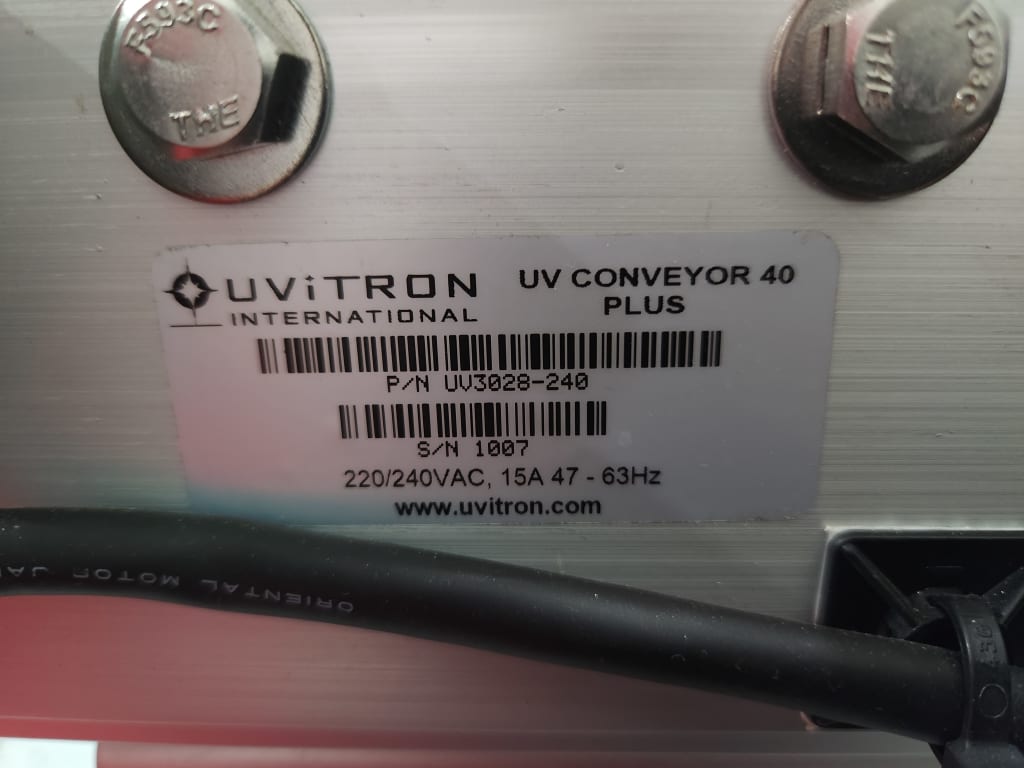 F593C
THE
F593C
THE
UViTRON
INTERNATIONAL
UV CONVEYOR 40
PLUS
P/N UV3028-240
S/N 1007
220/240VAC, 15A 47 - 63Hz
www.uvitron.com
ORIENTAL MOTOR